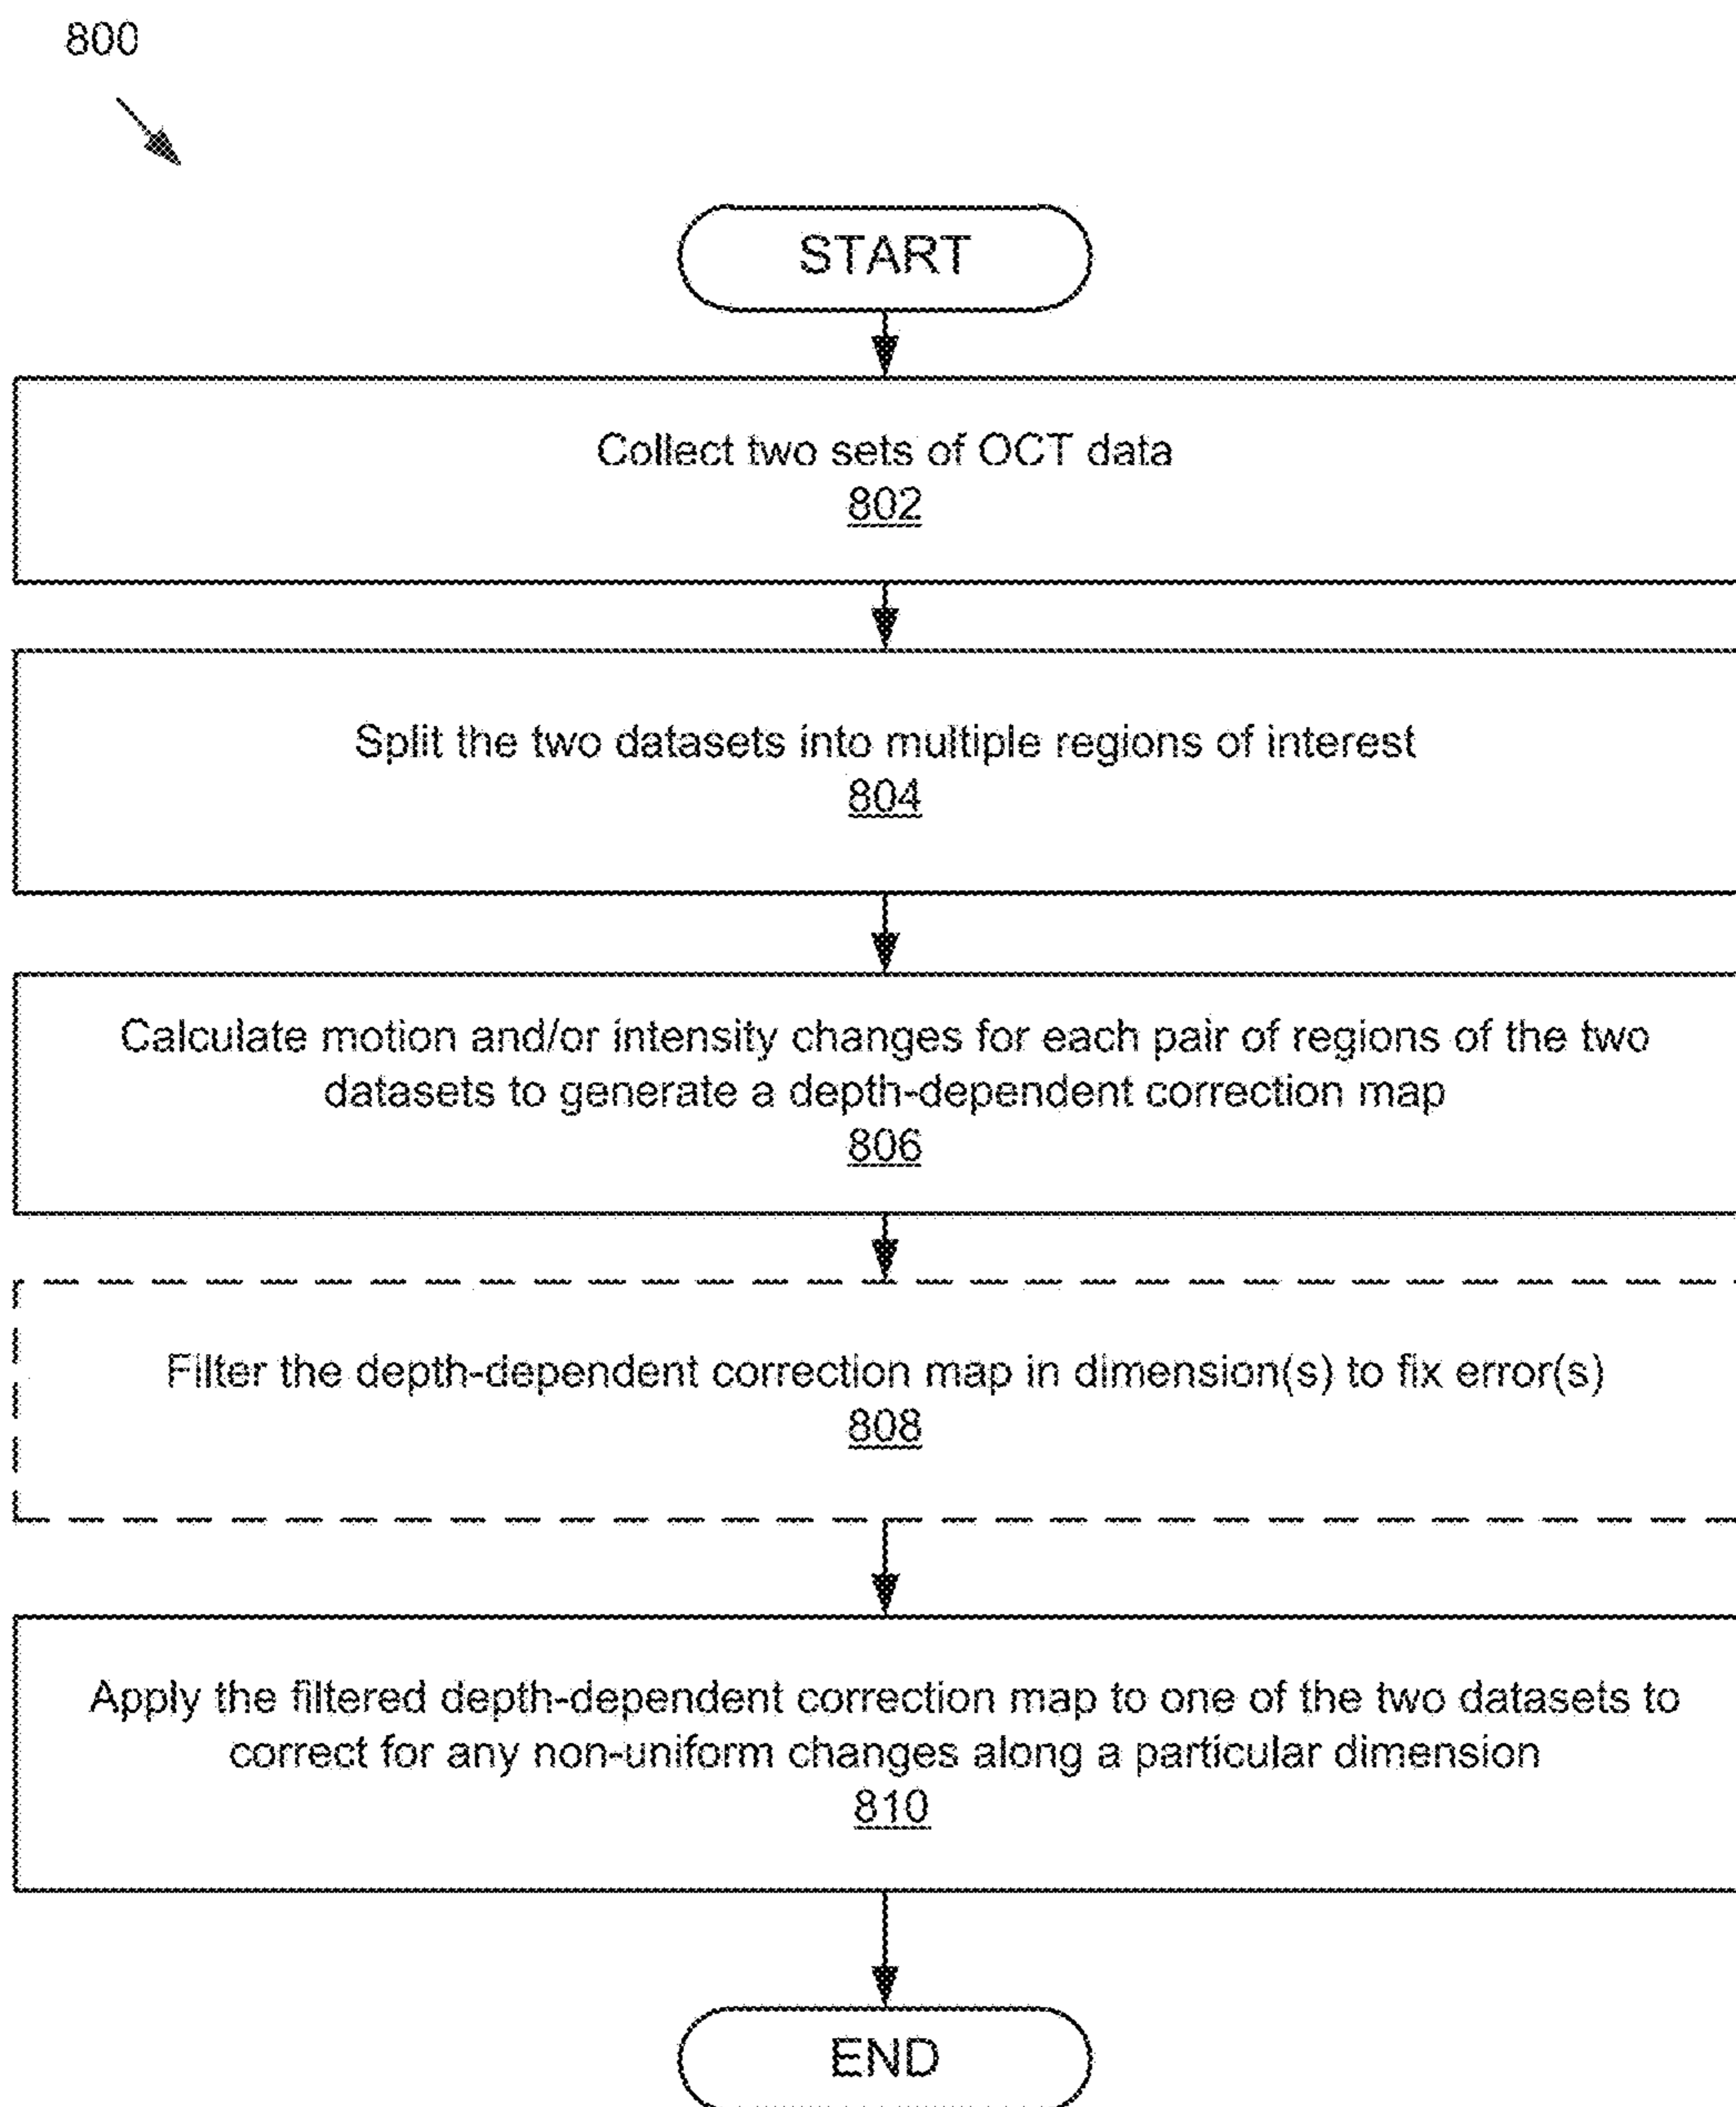 800
START
Collect two sets of OCT data
802
Split the two datasets into multiple regions of interest
804
Calculate motion and/or intensity changes for each pair of regions of the two
datasets to generate a depth-dependent correction map
806
Filter the depth-dependent correction map in dimension(s) to fix error(s)
808
Apply the filtered depth-dependent correction map to one of the two datasets to
correct for any non-uniform changes along a particular dimension
810
END